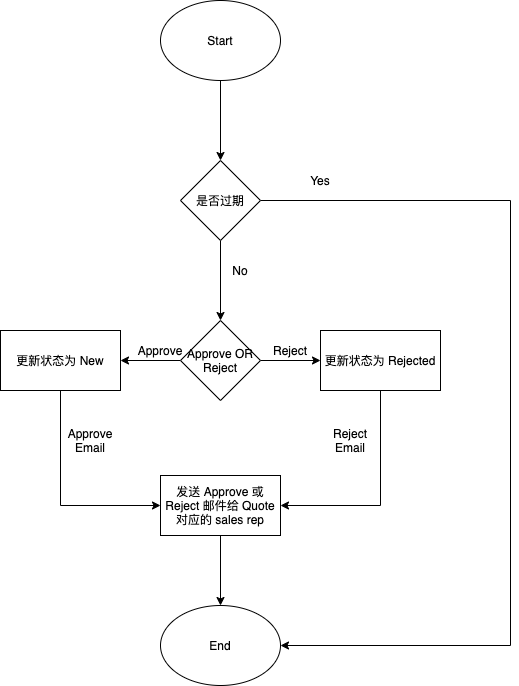 Start
Yes
是否过期
No
Approve
Approve OR
Reject
Reject
更新状态为 New
更新状态为 Rejected
Approve
Email
Reject
Email
发送 Approve 或
Reject 邮件给 Quote
对应的 sales rep
End